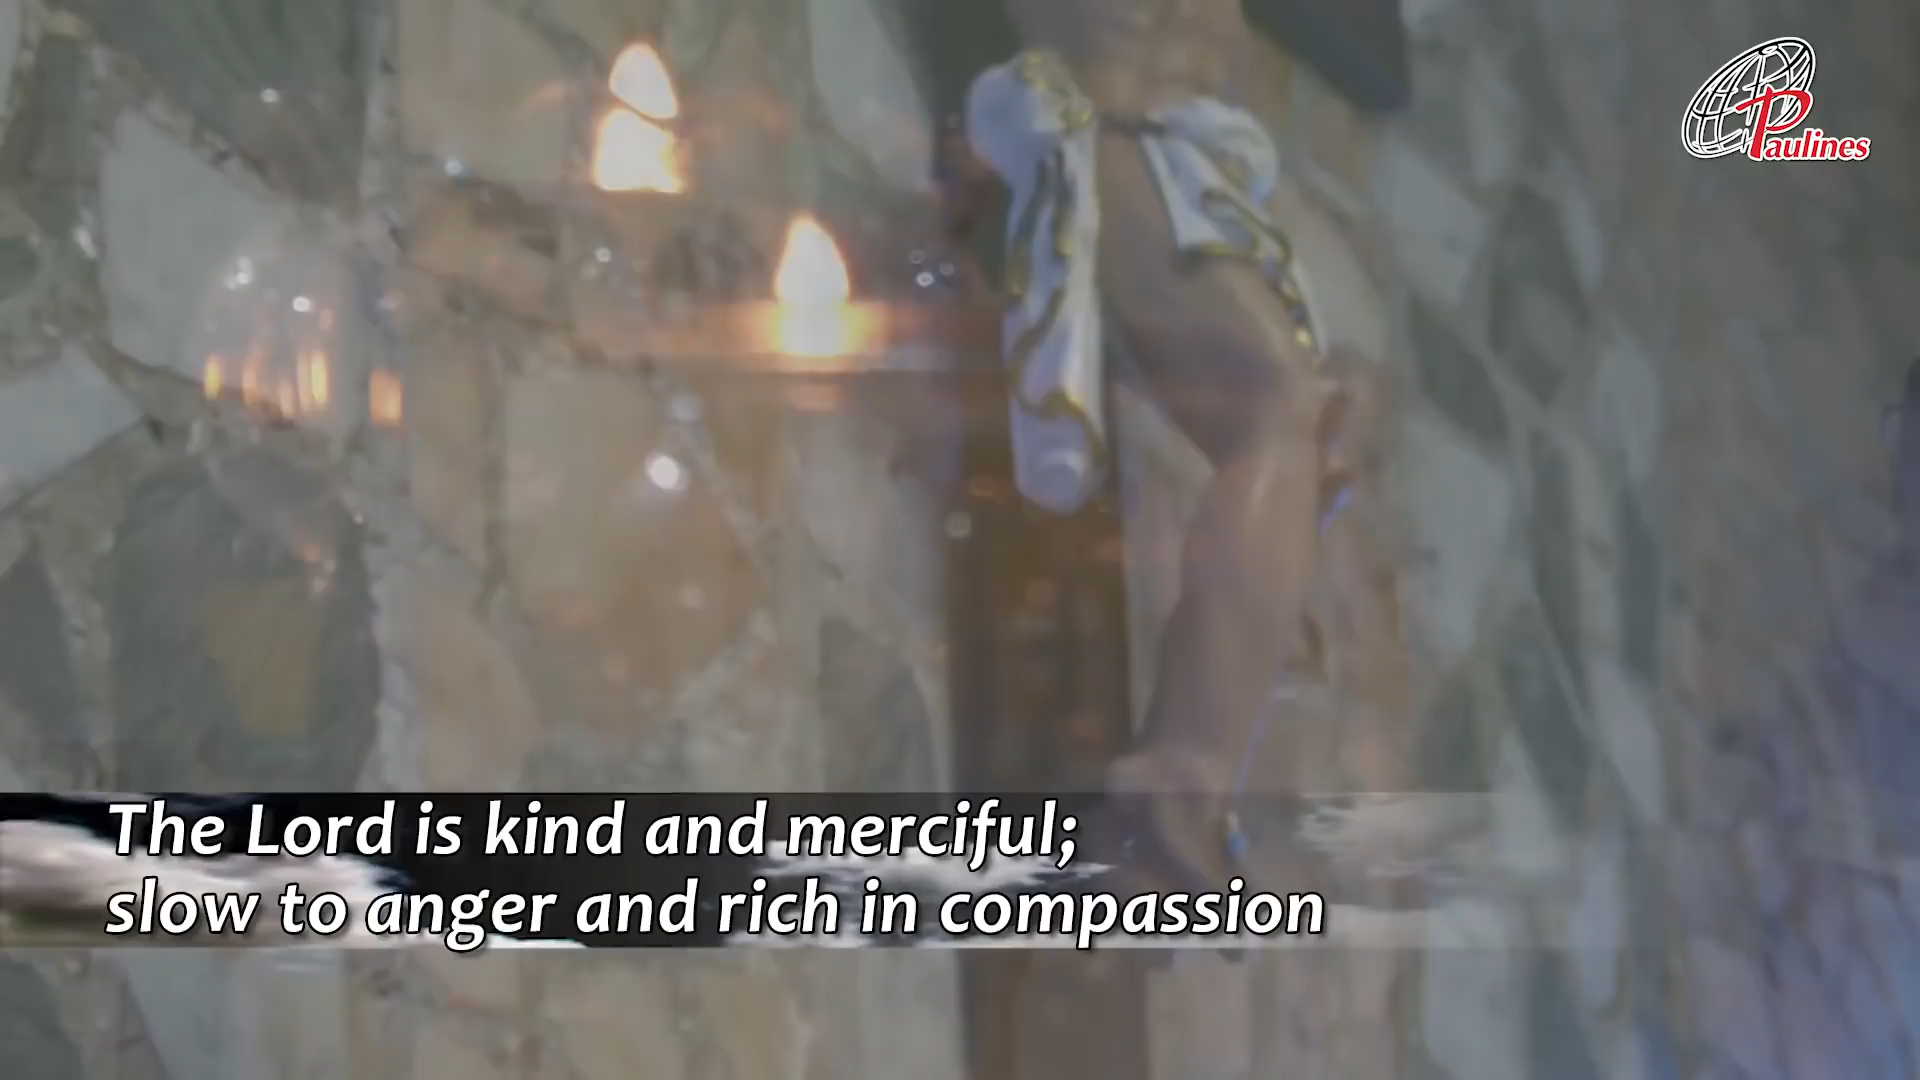 Paulines
The Lord is kind and merciful;
slow to anger and rich in compassion